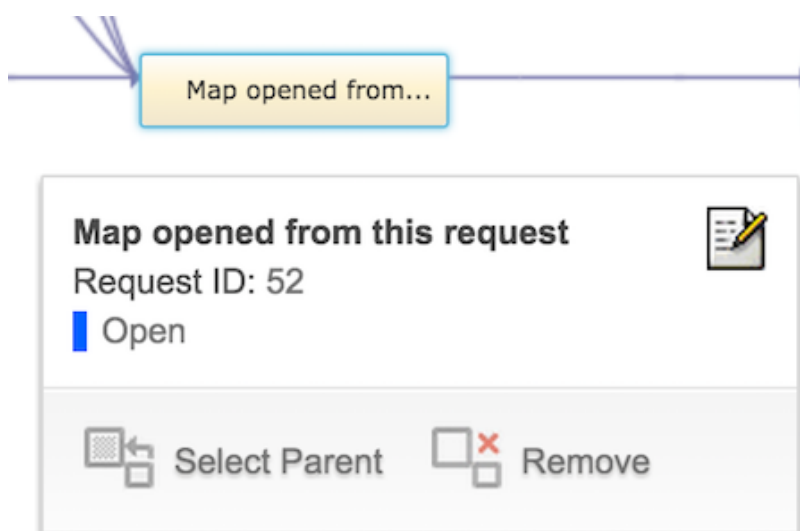 Map opened from...
Map opened from this request
Request ID: 52
Open
Select Parent Remove